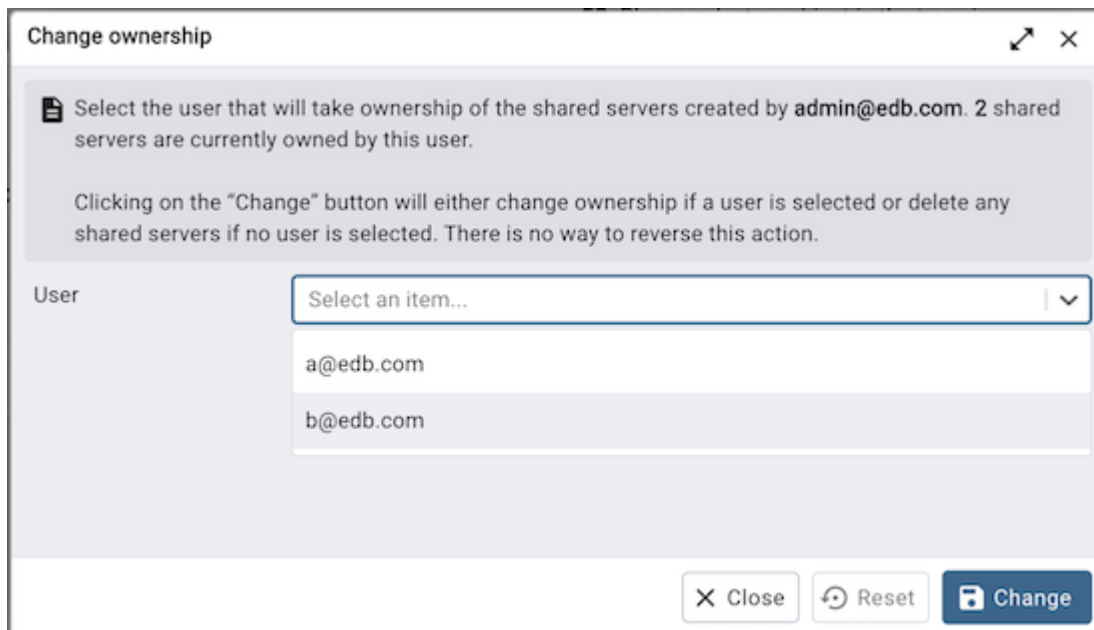 Change ownership
Select the user that will take ownership of the shared servers created by admin@edb.com. 2 shared
servers are currently owned by this user.
Clicking on the “Change” button will either change ownership if a user is selected or delete any
shared servers if no user is selected. There is no way to reverse this action.
User
Select an item...
a@edb.com
b@edb.com
Close
Reset
Change